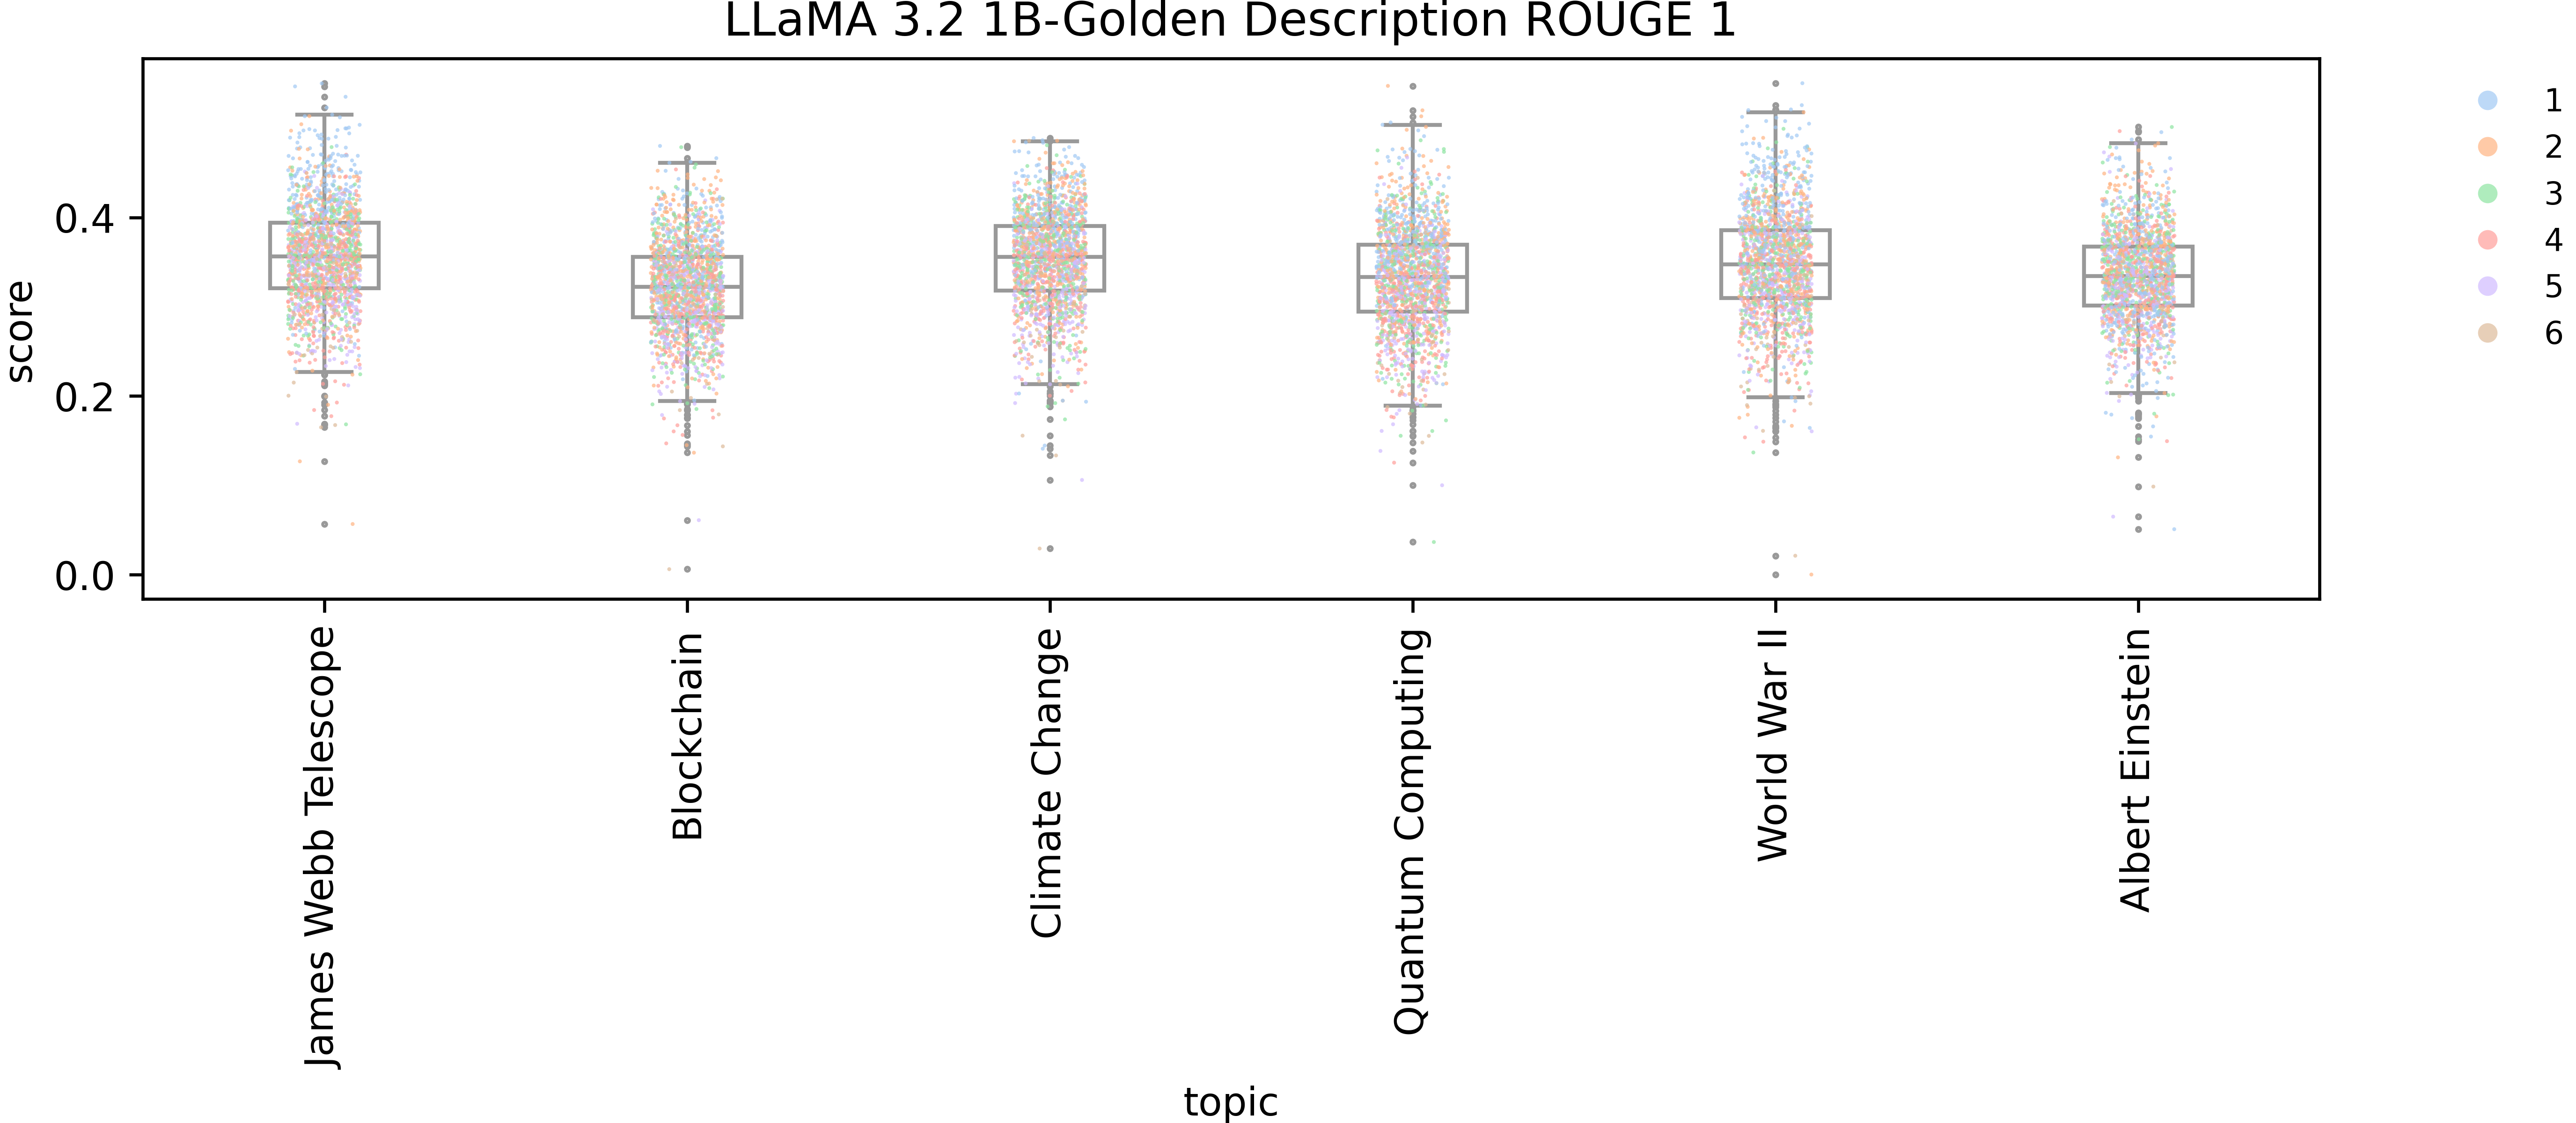 LLaMA 3.2 1B-Golden Description ROUGE 1
score
0.4
0.2
0.0
James Webb Telescope
Blockchain
Climate Change
Quantum Computing
World War II
Albert Einstein
topic
1
2
3
4
5
6